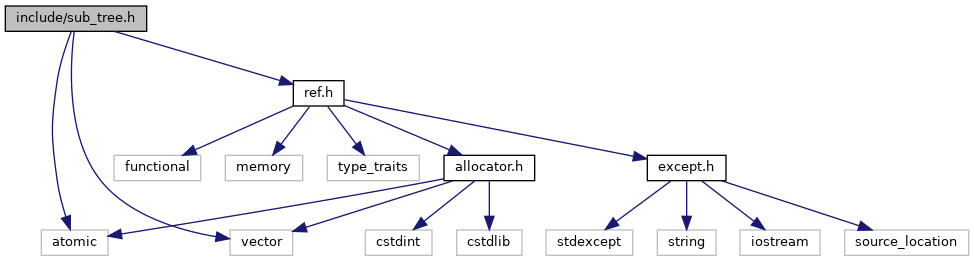 include/sub_tree.h
ref.h
functional
memory
type_traits
allocator.h
except.h
atomic
vector
cstdint
cstdlib
stdexcept
string
iostream
source_location